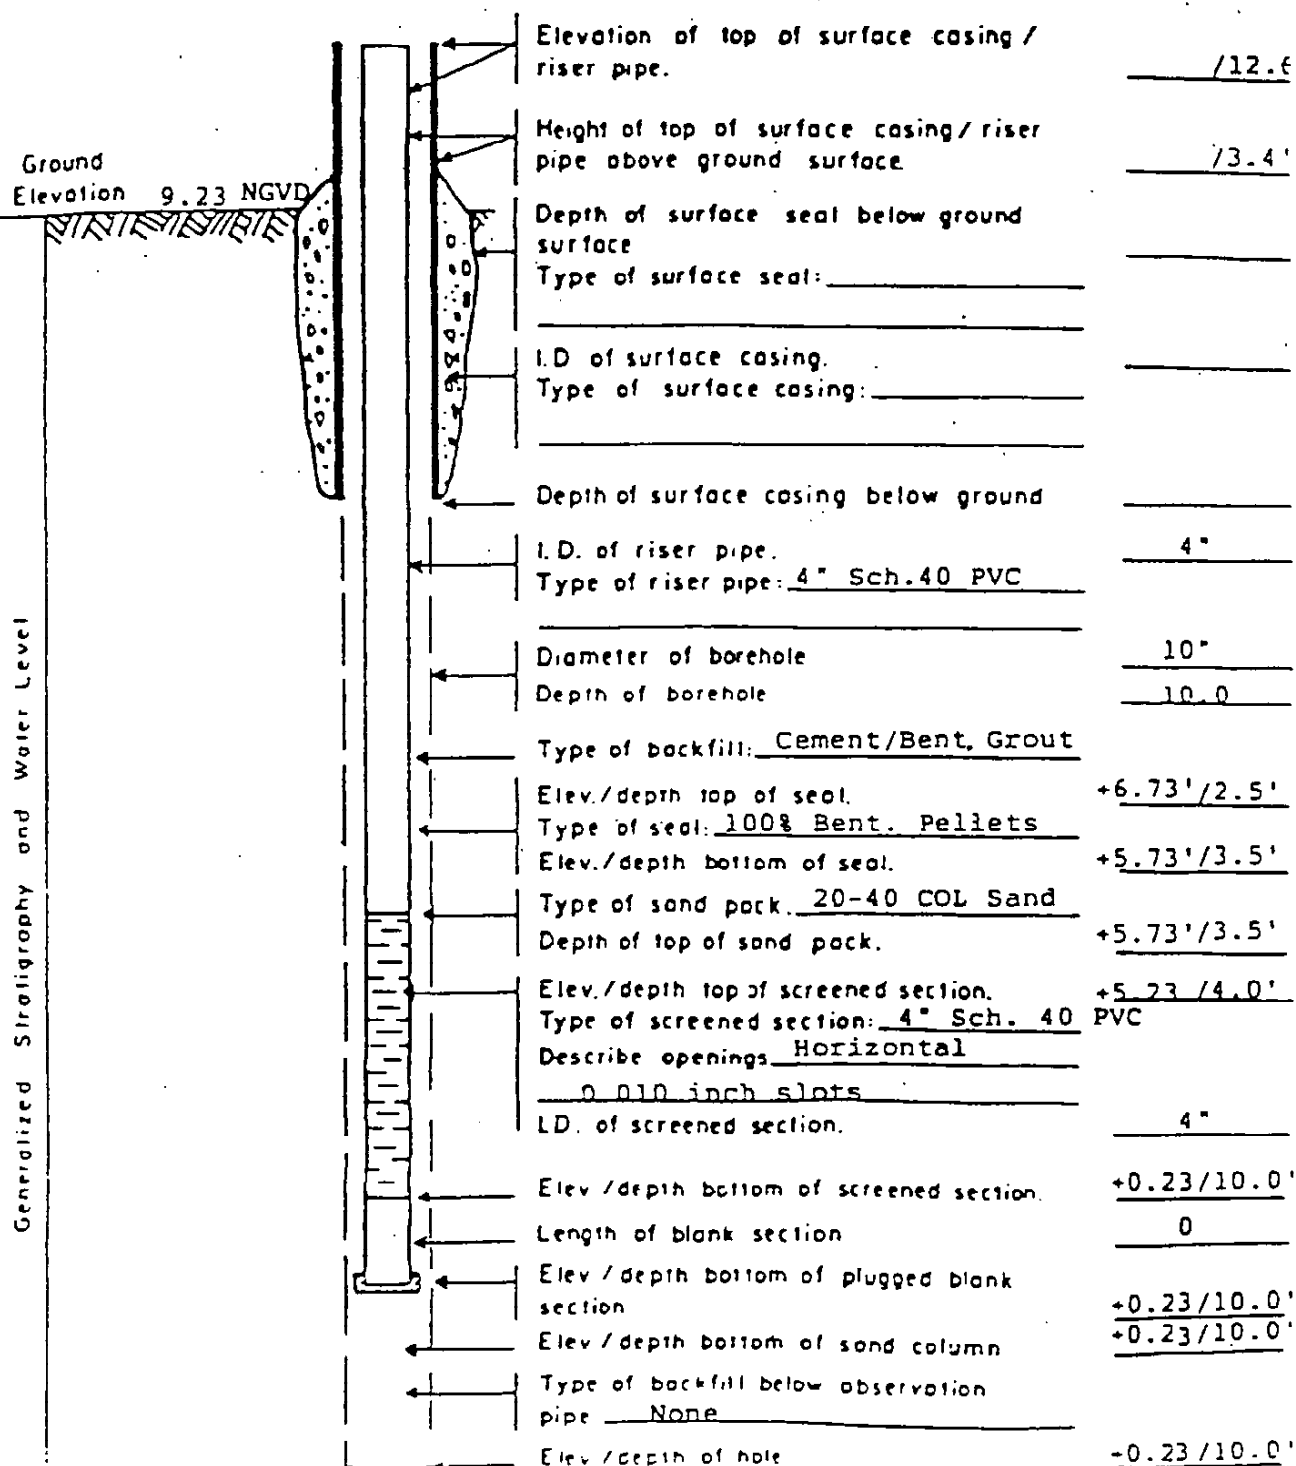 Elevation of top of surface casing /
riser pipe. /12.6
Height of top of surface casing / riser
pipe above ground surface /3.4'
Ground
Elevation 9.23 NGVD
Depth of surface seal below ground
surface
Type of surface seal:
I.D of surface casing.
Type of surface casing:
Depth of surface casing below ground
I.D. of riser pipe. 4"
Type of riser pipe: 4" Sch.40 PVC
Diameter of borehole 10"
Depth of borehole 10.0
Type of backfill: Cement/Bent. Grout
Elev./depth top of seal. +6.73'/2.5'
Type of seal: 100% Bent. Pellets
Elev./depth bottom of seal. +5.73'/3.5'
Type of sand pack. 20-40 COL Sand
Depth of top of sand pack. +5.73'/3.5'
Elev./depth top of screened section. +5.23 /4.0'
Type of screened section: 4" Sch. 40 PVC
Describe openings Horizontal
0.010 inch slots
I.D. of screened section. 4"
Elev /depth bottom of screened section. +0.23/10.0'
Length of blank section 0
Elev /depth bottom of plugged blank
section +0.23/10.0'
Elev /depth bottom of sand column +0.23/10.0'
Type of backfill below observation
pipe None
Elev /depth of hole +0.23/10.0'
Generalized Stratigraphy and Water Level